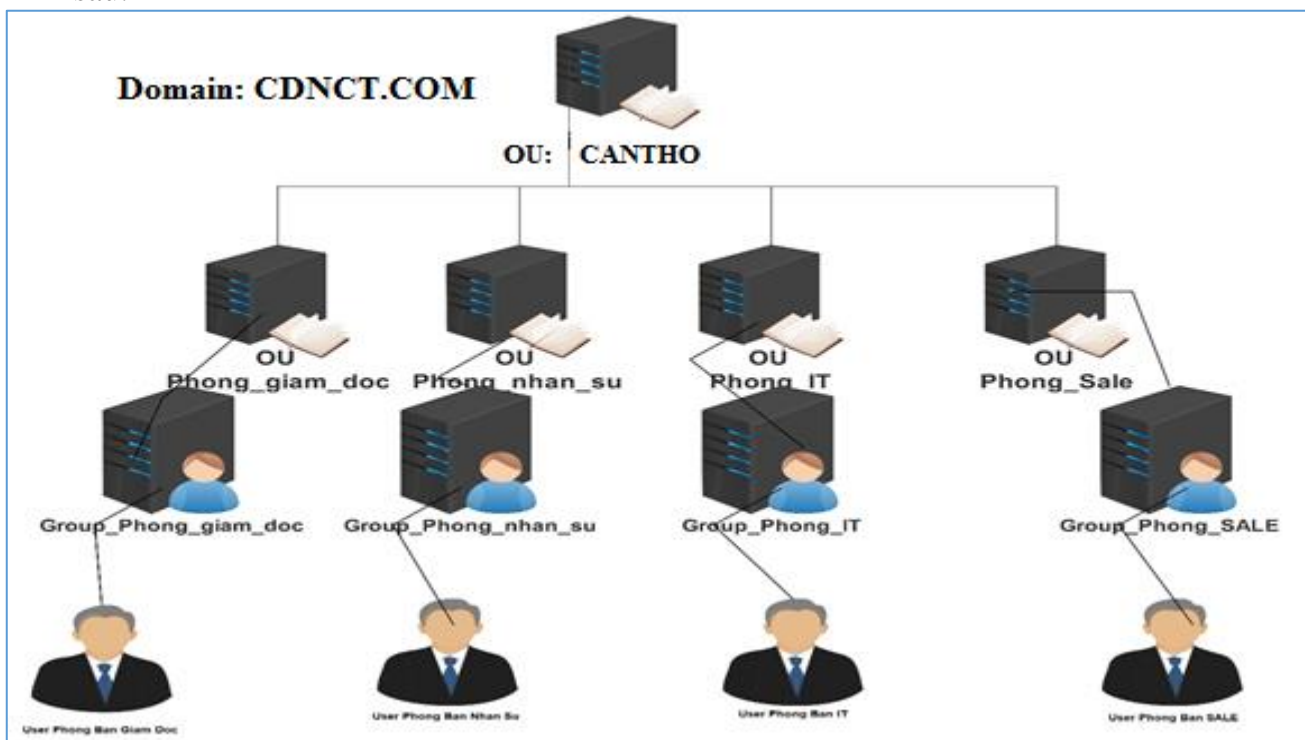 Domain: CDNCT.COM
OU: CANTHO
OU
Phong_giam_doc
OU
Phong_nhan_su
OU
Phong_IT
OU
Phong_Sale
Group_Phong_giam_doc
Group_Phong_nhan_su
Group_Phong_IT
Group_Phong_SALE
User Phong Ban Giam Doc
User Phong Ban Nhan Su
User Phong Ban IT
User Phong Ban SALE